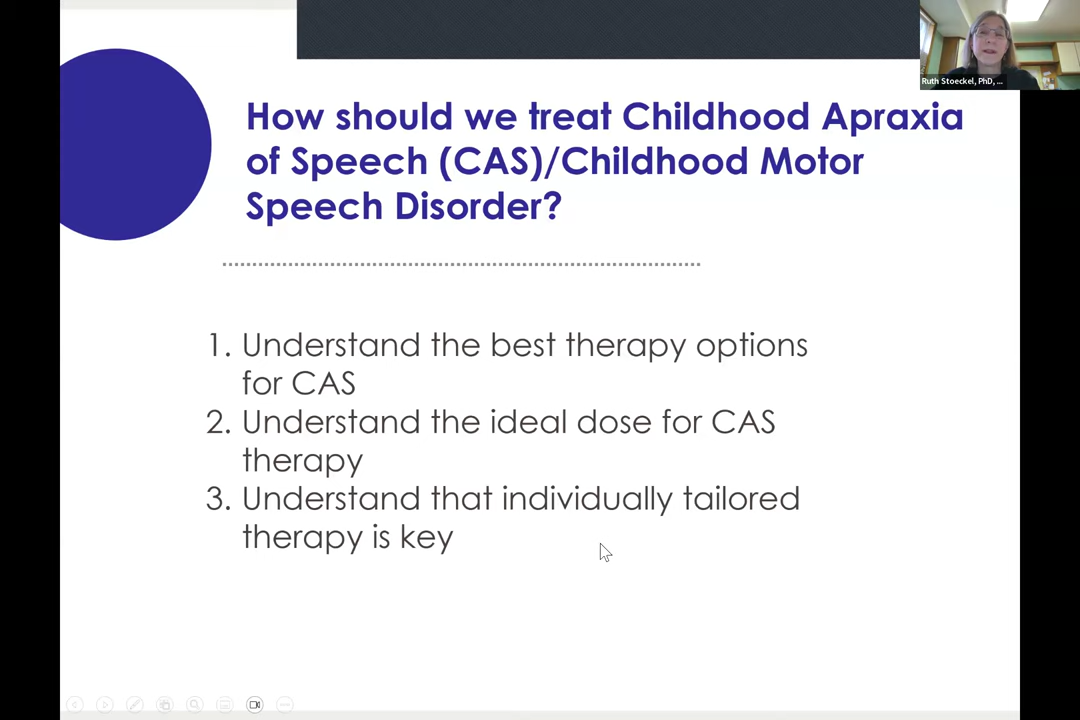 Ruth Stoeckel, PhD, ...
How should we treat Childhood Apraxia
of Speech (CAS)/Childhood Motor
Speech Disorder?
1. Understand the best therapy options
for CAS
2. Understand the ideal dose for CAS
therapy
3. Understand that individually tailored
therapy is key